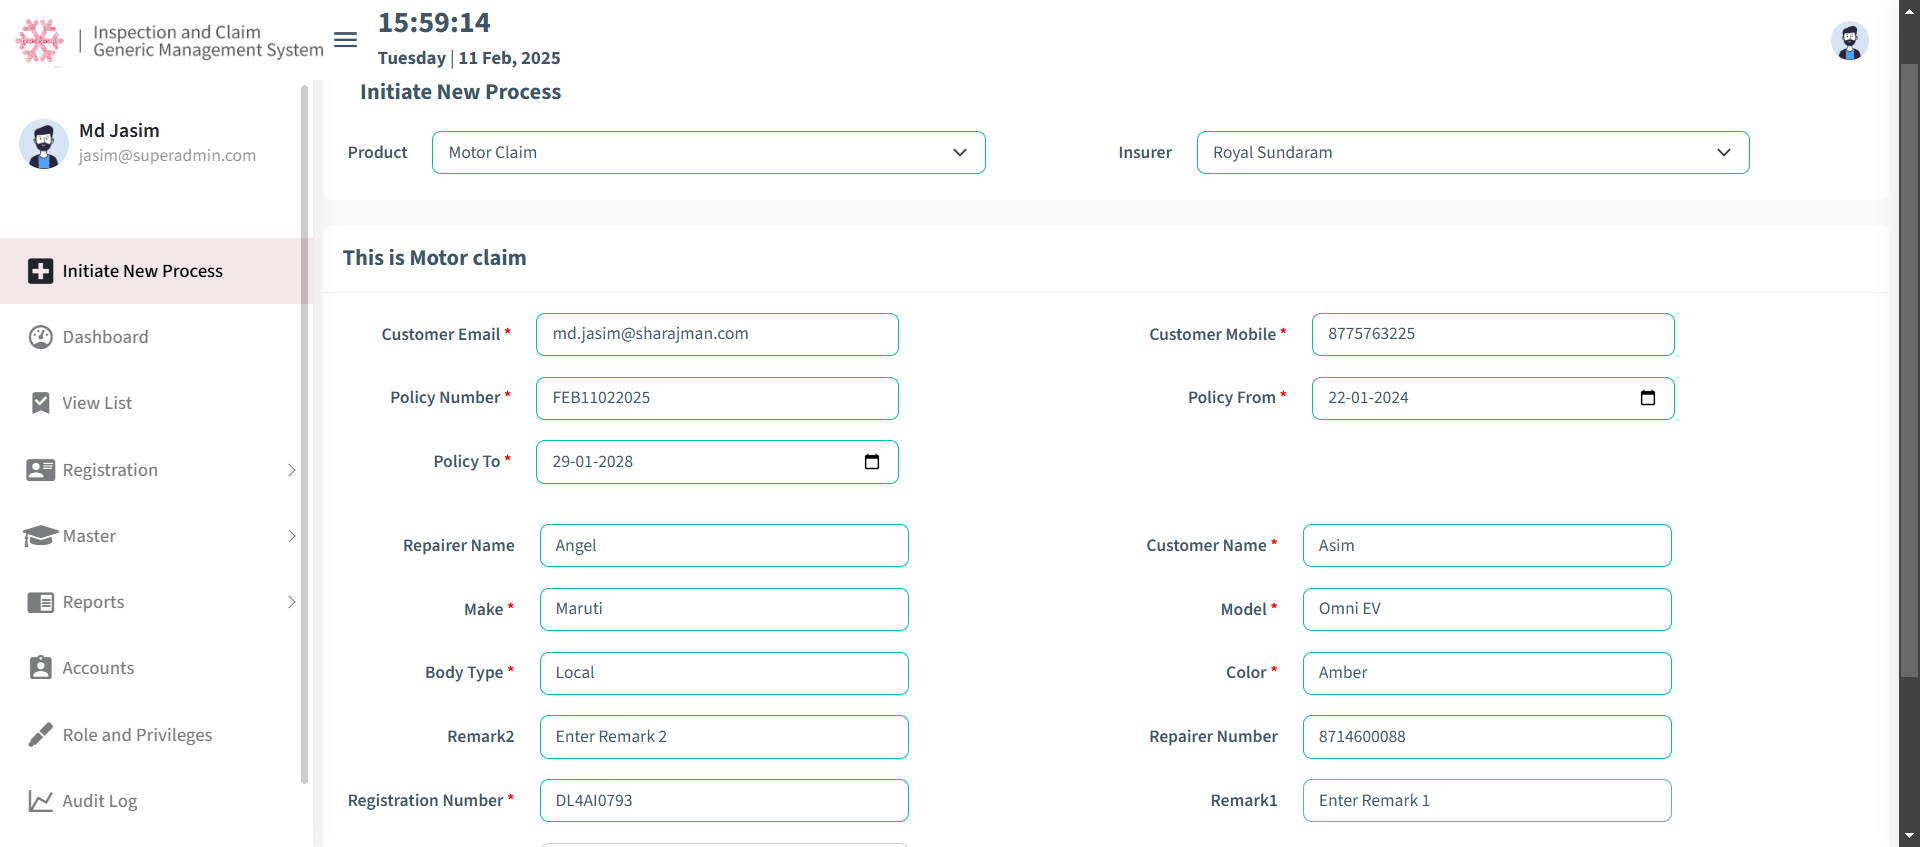 Inspection and Claim
Generic Management System
15:59:14
Tuesday | 11 Feb, 2025
Md Jasim
jasim@superadmin.com
Initiate New Process
Dashboard
View List
Registration
Master
Reports
Accounts
Role and Privileges
Audit Log
Initiate New Process
Product Motor Claim Insurer Royal Sundaram
This is Motor claim
Customer Email * md.jasim@sharajman.com Customer Mobile * 8775763225
Policy Number * FEB11022025 Policy From * 22-01-2024
Policy To * 29-01-2028
Repairer Name Angel Customer Name * Asim
Make * Maruti Model * Omni EV
Body Type * Local Color * Amber
Remark2 Enter Remark 2 Repairer Number 8714600088
Registration Number * DL4AI0793 Remark1 Enter Remark 1